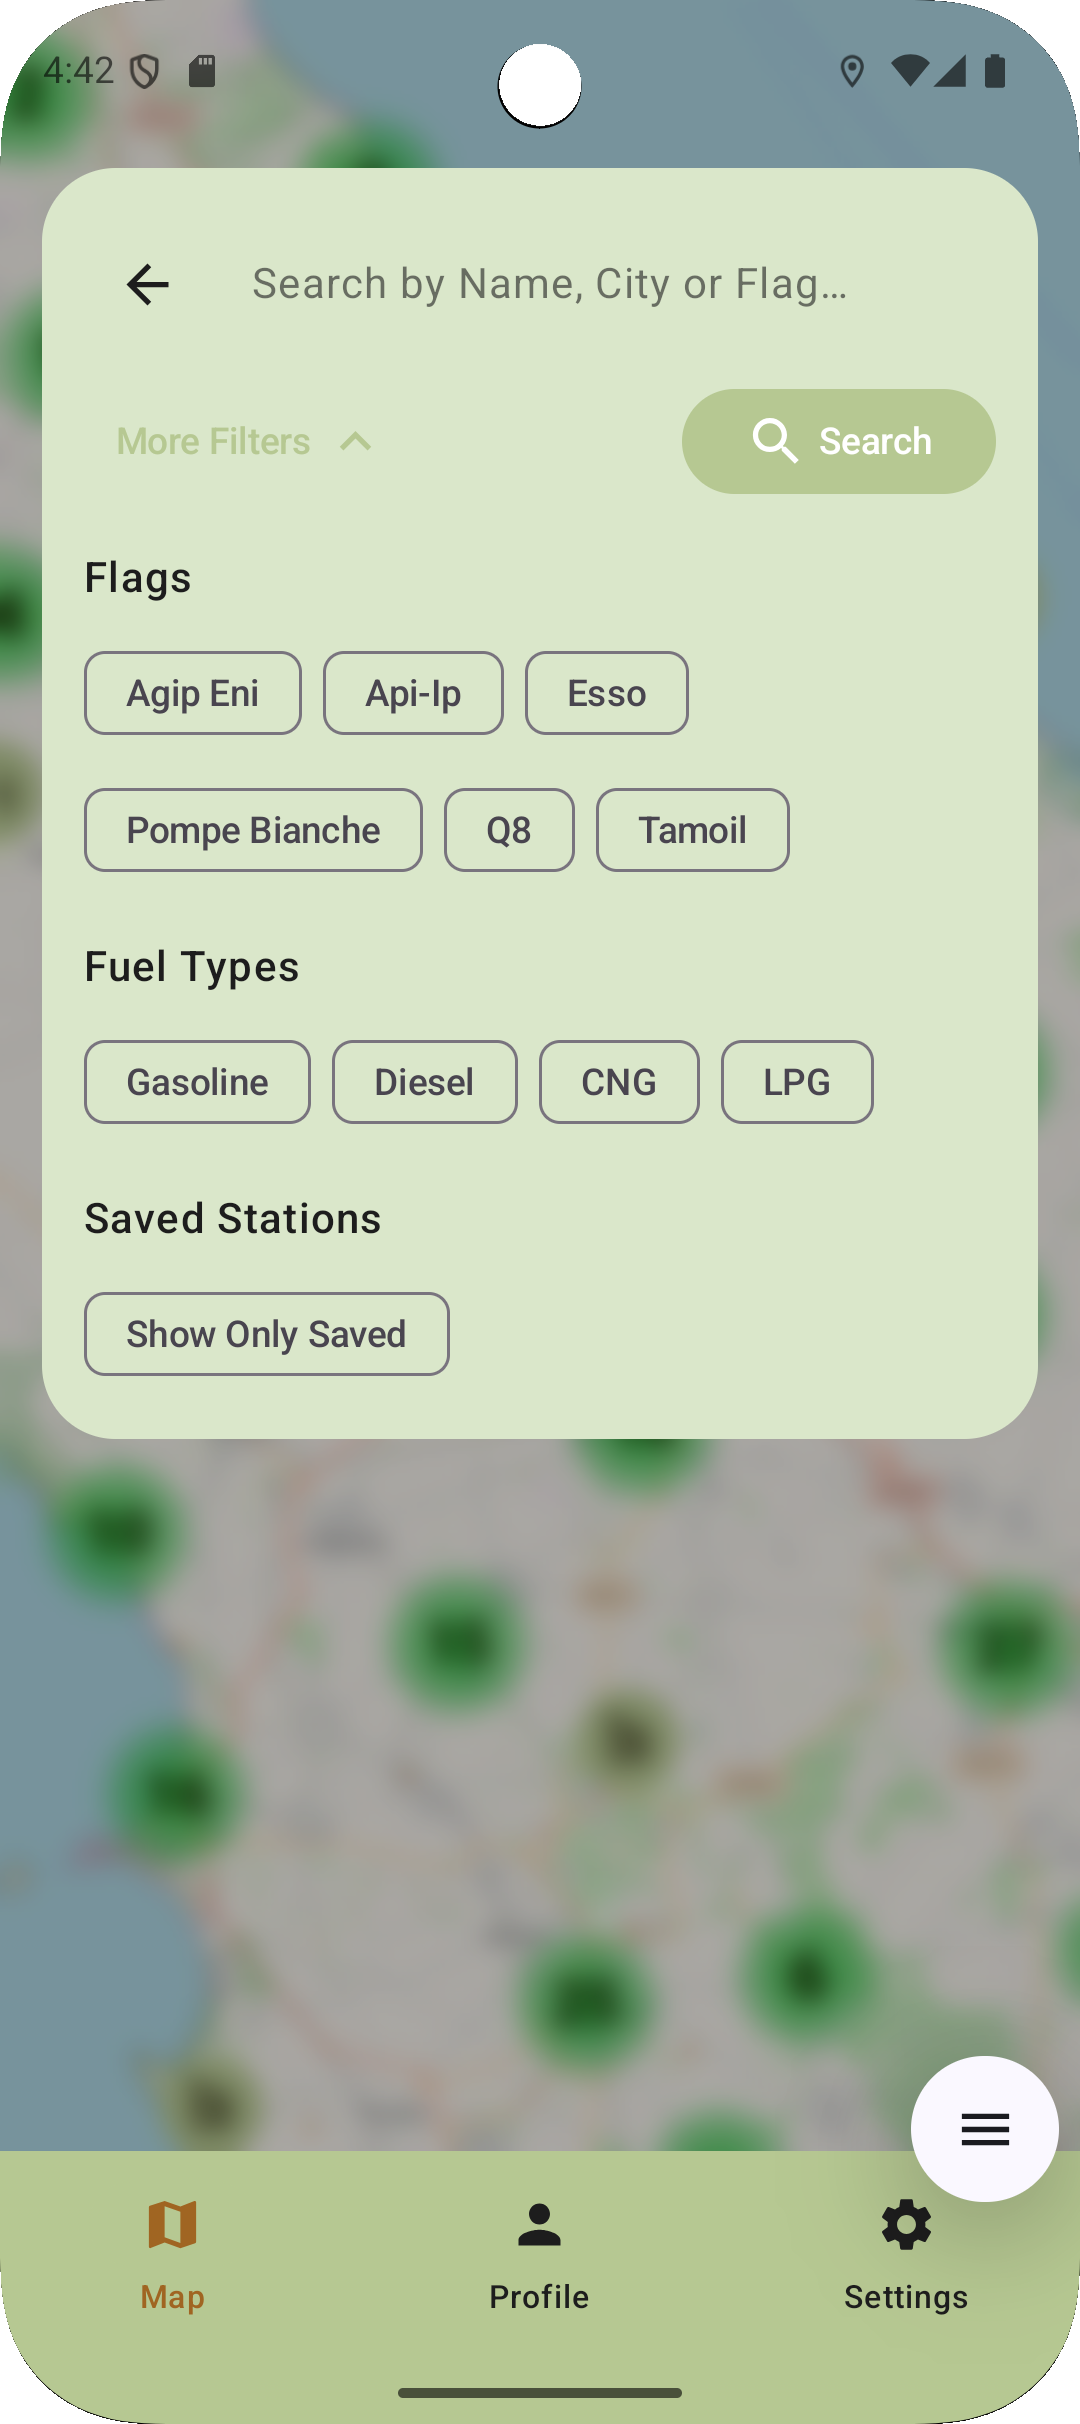 4:42
Search by Name, City or Flag...
More Filters
Search
Flags
Agip Eni
Api-Ip
Esso
Pompe Bianche
Q8
Tamoil
Fuel Types
Gasoline
Diesel
CNG
LPG
Saved Stations
Show Only Saved
Map
Profile
Settings